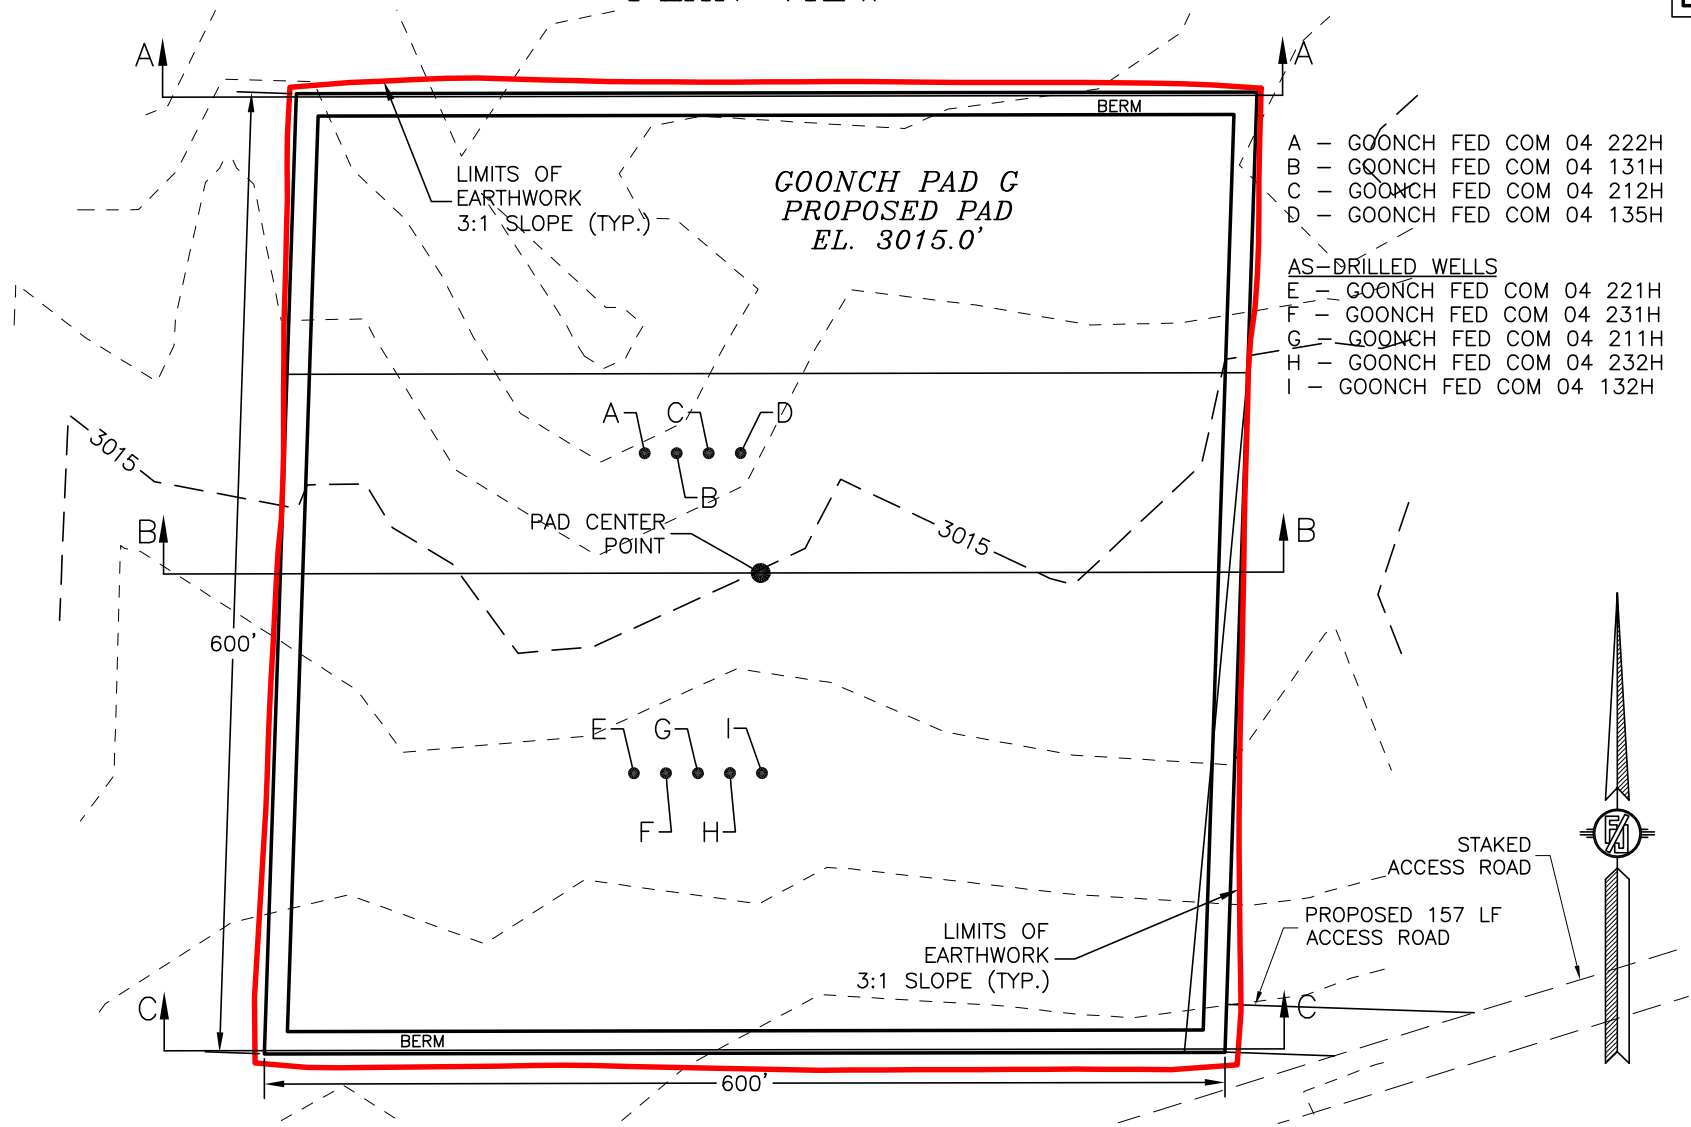 A
A
BERM
LIMITS OF
EARTHWORK
3:1 SLOPE (TYP.)
GOONCH PAD G
PROPOSED PAD
EL. 3015.0'
A – GOONCH FED COM 04 222H
B – GOONCH FED COM 04 131H
C – GOONCH FED COM 04 212H
D – GOONCH FED COM 04 135H
AS–DRILLED WELLS
E – GOONCH FED COM 04 221H
F – GOONCH FED COM 04 231H
G – GOONCH FED COM 04 211H
H – GOONCH FED COM 04 232H
I – GOONCH FED COM 04 132H
A
C
D
B
3015
B
B
PAD CENTER
POINT
3015
600'
E
G
I
F
H
STAKED
ACCESS ROAD
PROPOSED 157 LF
ACCESS ROAD
LIMITS OF
EARTHWORK
3:1 SLOPE (TYP.)
C
C
BERM
600'